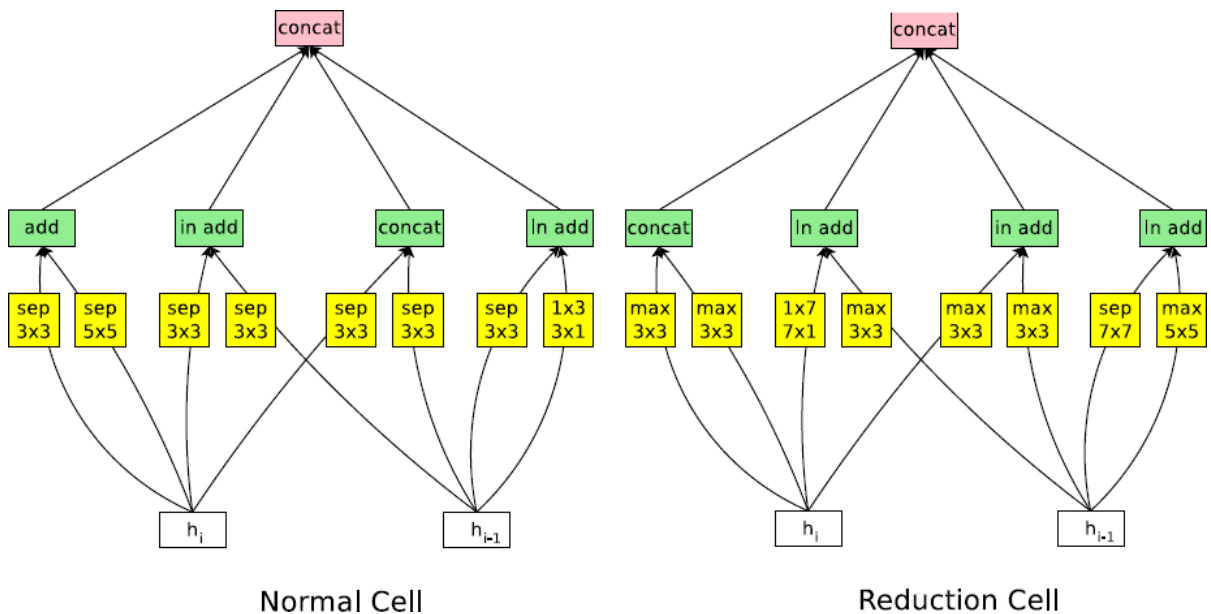 concat
add
in add
concat
ln add
sep
3x3
sep
5x5
sep
3x3
sep
3x3
sep
3x3
sep
3x3
sep
3x3
1x3
3x1
hi
hi-1
Normal Cell
concat
concat
ln add
in add
ln add
max
3x3
max
3x3
1x7
7x1
max
3x3
max
3x3
max
3x3
sep
7x7
max
5x5
hi
hi-1
Reduction Cell